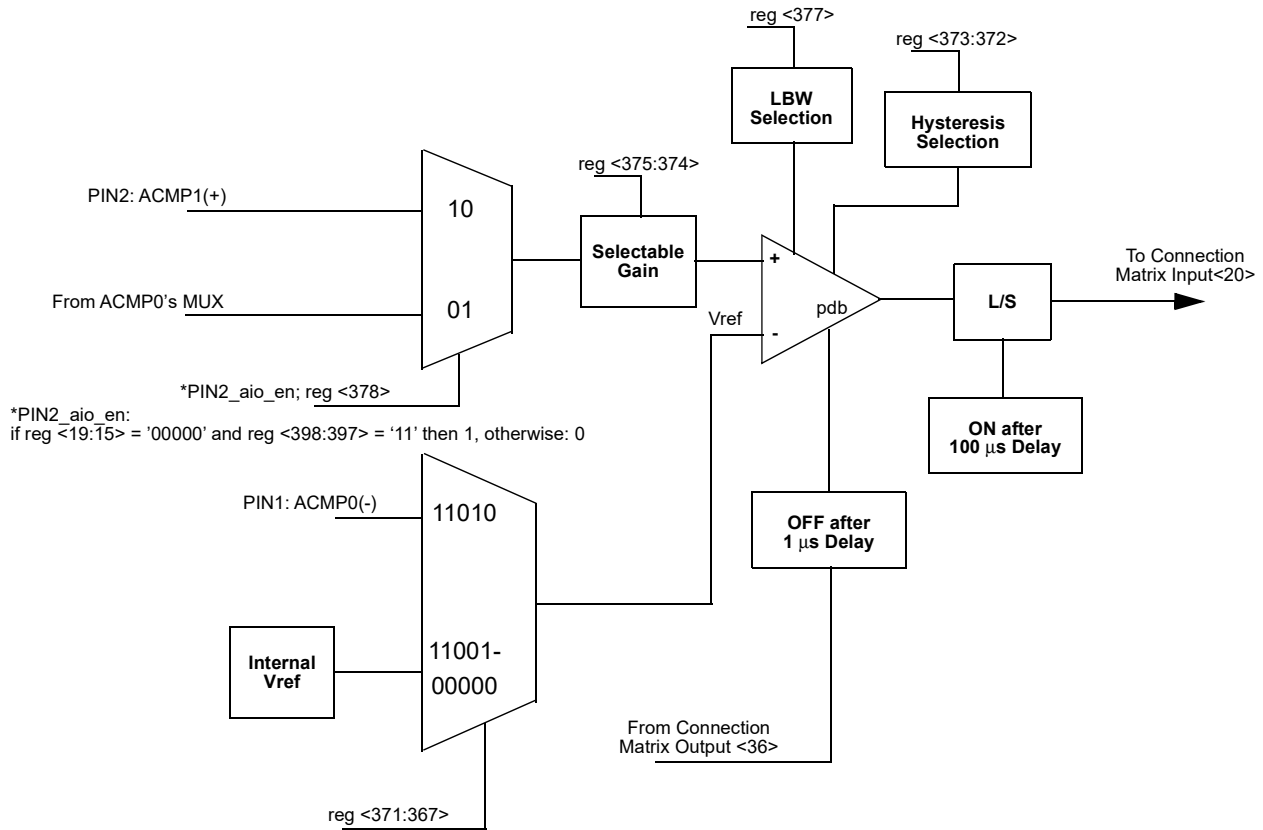 reg <377>
reg <373:372>
LBW
Selection
Hysteresis
Selection
reg <375:374>
PIN2: ACMP1(+)
10
Selectable
Gain
+
To Connection
Matrix Input<20>
From ACMP0's MUX
01
L/S
pdb
Vref
-
*PIN2_aio_en; reg <378>
*PIN2_aio_en:
if reg <19:15> = ’00000’ and reg <398:397> = ‘11’ then 1, otherwise: 0
ON after
100 μs Delay
PIN1: ACMP0(-)
11010
OFF after
1 μs Delay
11001-
00000
Internal
Vref
From Connection
Matrix Output <36>
reg <371:367>